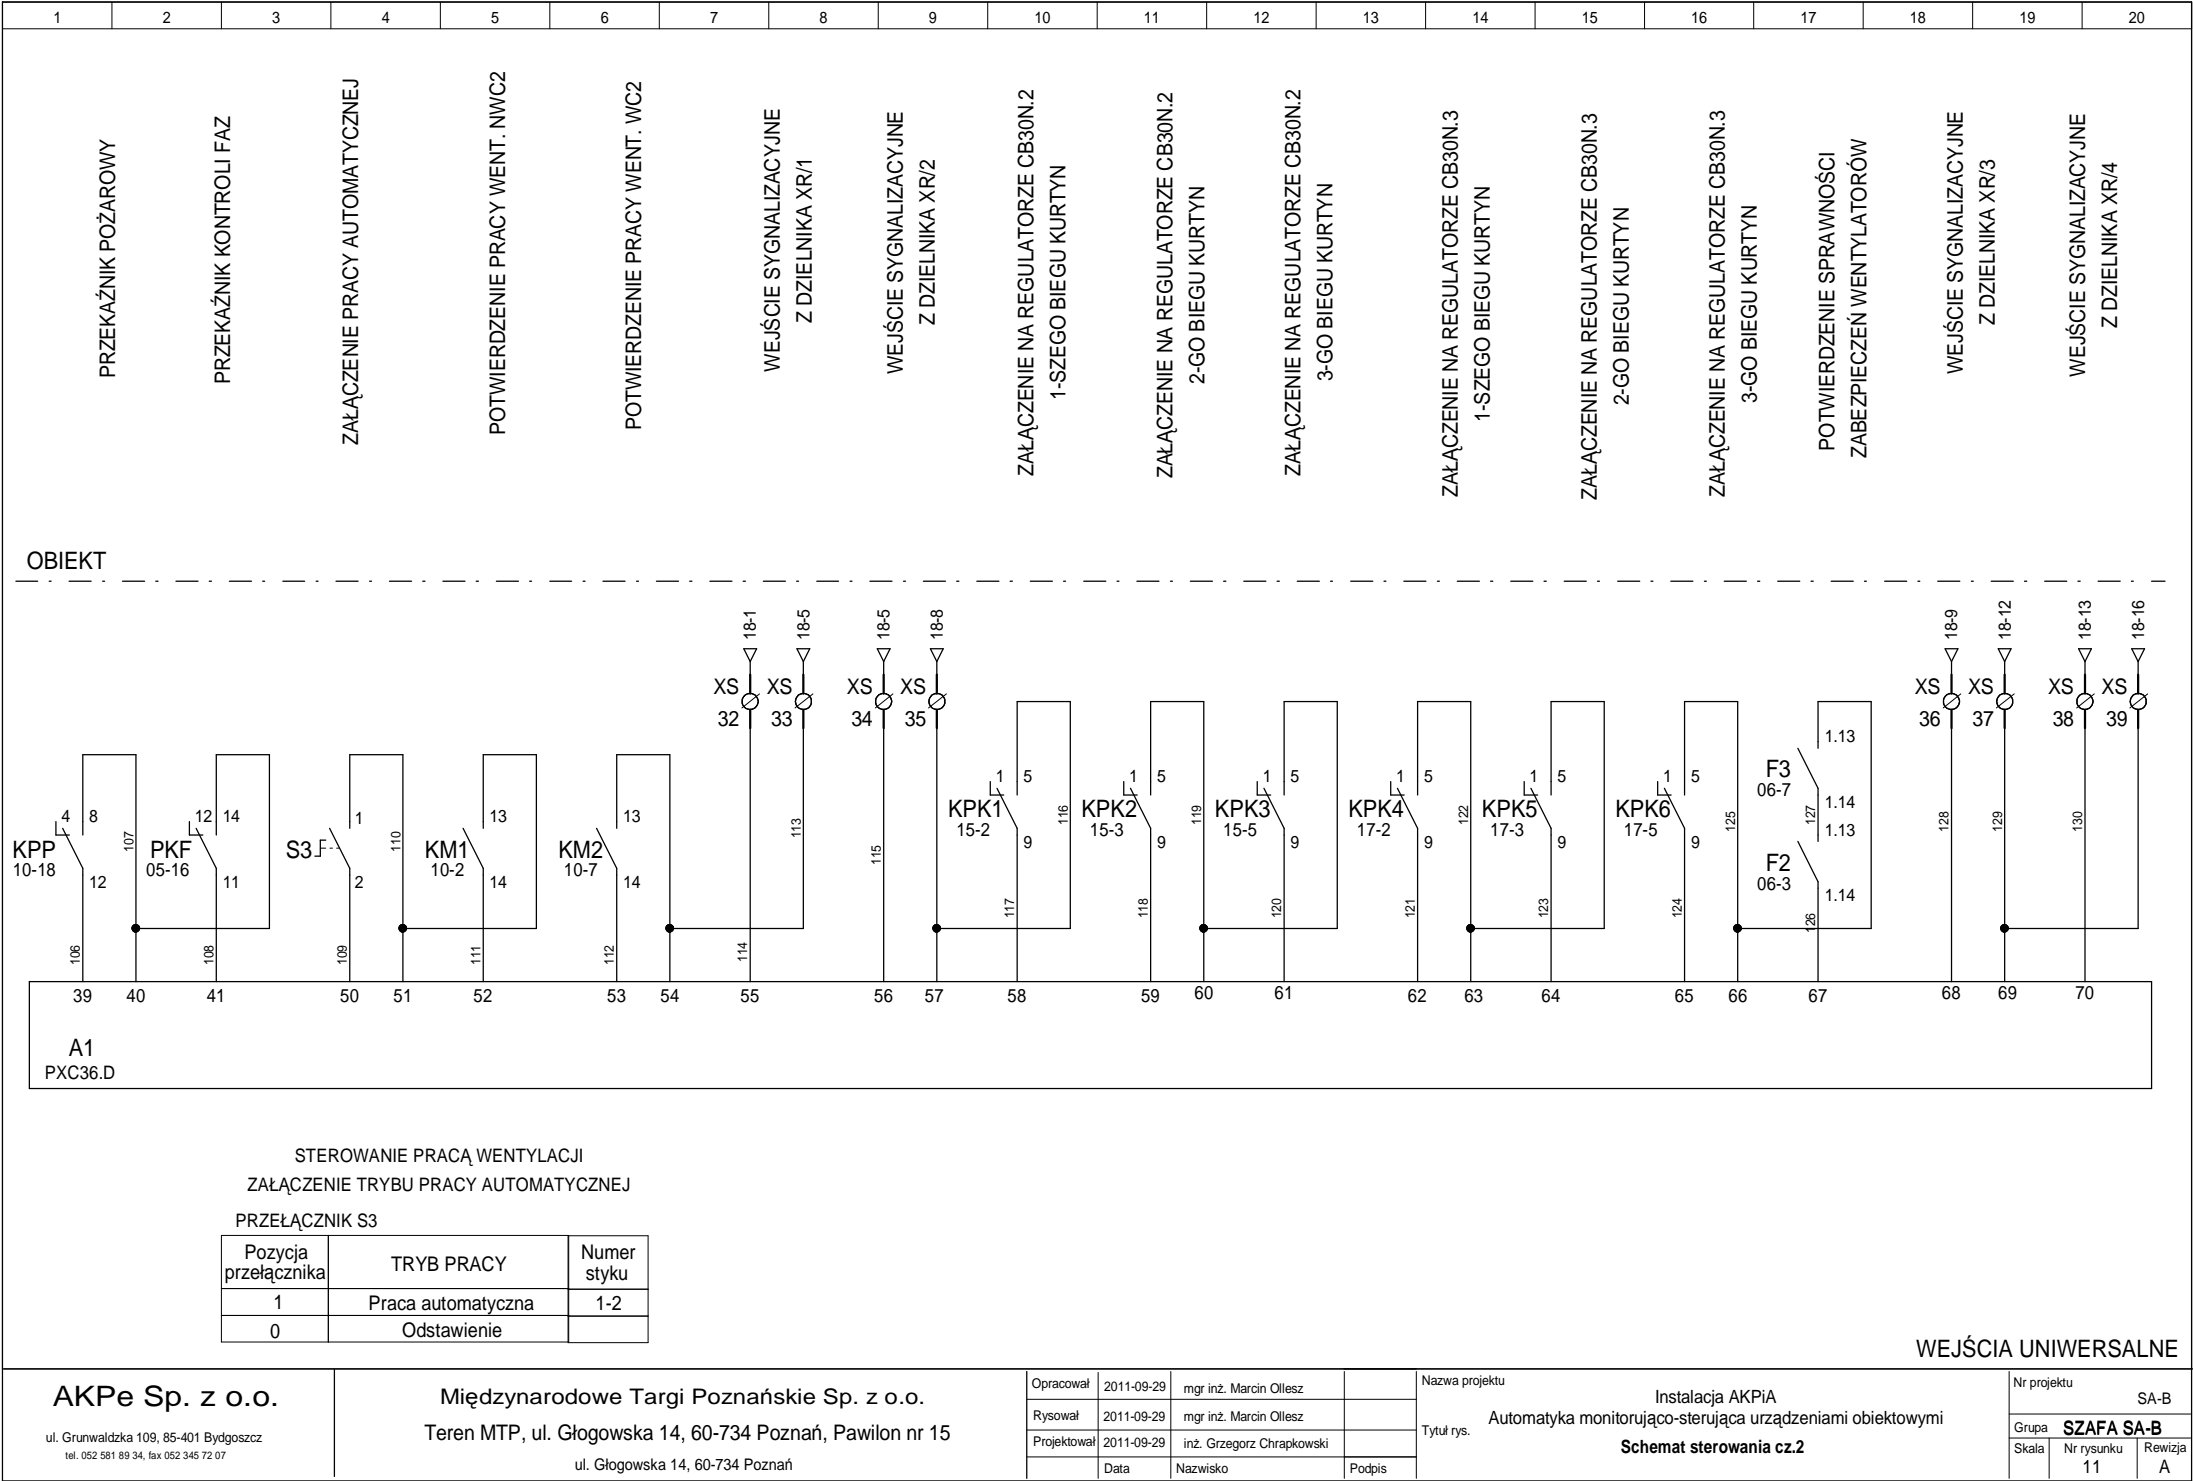 1 2 3 4 5 6 7 8 9 10 11 12 13 14 15 16 17 18 19 20
PRZEKAŹNIK POŻAROWY
PRZEKAŹNIK KONTROLI FAZ
ZAŁĄCZENIE PRACY AUTOMATYCZNEJ
POTWIERDZENIE PRACY WENT. NWC2
POTWIERDZENIE PRACY WENT. WC2
WEJŚCIE SYGNALIZACYJNE
Z DZIELNIKA XR/1
WEJŚCIE SYGNALIZACYJNE
Z DZIELNIKA XR/2
ZAŁĄCZENIE NA REGULATORZE CB30N.2
1-SZEGO BIEGU KURTYN
ZAŁĄCZENIE NA REGULATORZE CB30N.2
2-GO BIEGU KURTYN
ZAŁĄCZENIE NA REGULATORZE CB30N.2
3-GO BIEGU KURTYN
ZAŁĄCZENIE NA REGULATORZE CB30N.3
1-SZEGO BIEGU KURTYN
ZAŁĄCZENIE NA REGULATORZE CB30N.3
2-GO BIEGU KURTYN
ZAŁĄCZENIE NA REGULATORZE CB30N.3
3-GO BIEGU KURTYN
POTWIERDZENIE SPRAWNOŚCI
ZABEZPIECZEŃ WENTYLATORÓW
WEJŚCIE SYGNALIZACYJNE
Z DZIELNIKA XR/3
WEJŚCIE SYGNALIZACYJNE
Z DZIELNIKA XR/4
OBIEKT
18-1 18-5 18-5 18-8 18-9 18-12 18-13 18-16
XS XS XS XS XS XS XS XS
32 33 34 35 36 37 38 39
4 8
KPP
10-18
12
106
107
12 14
PKF
05-16
11
108
1
S3
2
109
110
13
KM1
10-2
14
111
13
KM2
10-7
14
112
113
114
115
1 5
KPK1
15-2
9
116
117
1 5
KPK2
15-3
9
118
119
1 5
KPK3
15-5
9
120
1 5
KPK4
17-2
9
121
122
1 5
KPK5
17-3
9
123
1 5
KPK6
17-5
9
124
125
1.13
F3
06-7
1.14
127
1.13
F2
06-3
1.14
126
128
129
130
39 40 41 50 51 52 53 54 55 56 57 58 59 60 61 62 63 64 65 66 67 68 69 70
A1
PXC36.D
STEROWANIE PRACĄ WENTYLACJI
ZAŁĄCZENIE TRYBU PRACY AUTOMATYCZNEJ
PRZEŁĄCZNIK S3
Pozycja przełącznika TRYB PRACY Numer styku
1 Praca automatyczna 1-2
0 Odstawienie
WEJŚCIA UNIWERSALNE
AKPe Sp. z o.o.
ul. Grunwaldzka 109, 85-401 Bydgoszcz
tel. 052 581 89 34, fax 052 345 72 07
Międzynarodowe Targi Poznańskie Sp. z o.o.
Teren MTP, ul. Głogowska 14, 60-734 Poznań, Pawilon nr 15
ul. Głogowska 14, 60-734 Poznań
Opracował 2011-09-29 mgr inż. Marcin Ollesz
Rysował 2011-09-29 mgr inż. Marcin Ollesz
Projektował 2011-09-29 inż. Grzegorz Chrapkowski
Data Nazwisko Podpis
Nazwa projektu
Instalacja AKPiA
Automatyka monitorująco-sterująca urządzeniami obiektowymi
Tytuł rys.
Schemat sterowania cz.2
Nr projektu
SA-B
Grupa SZAFA SA-B
Skala Nr rysunku Rewizja
11 A